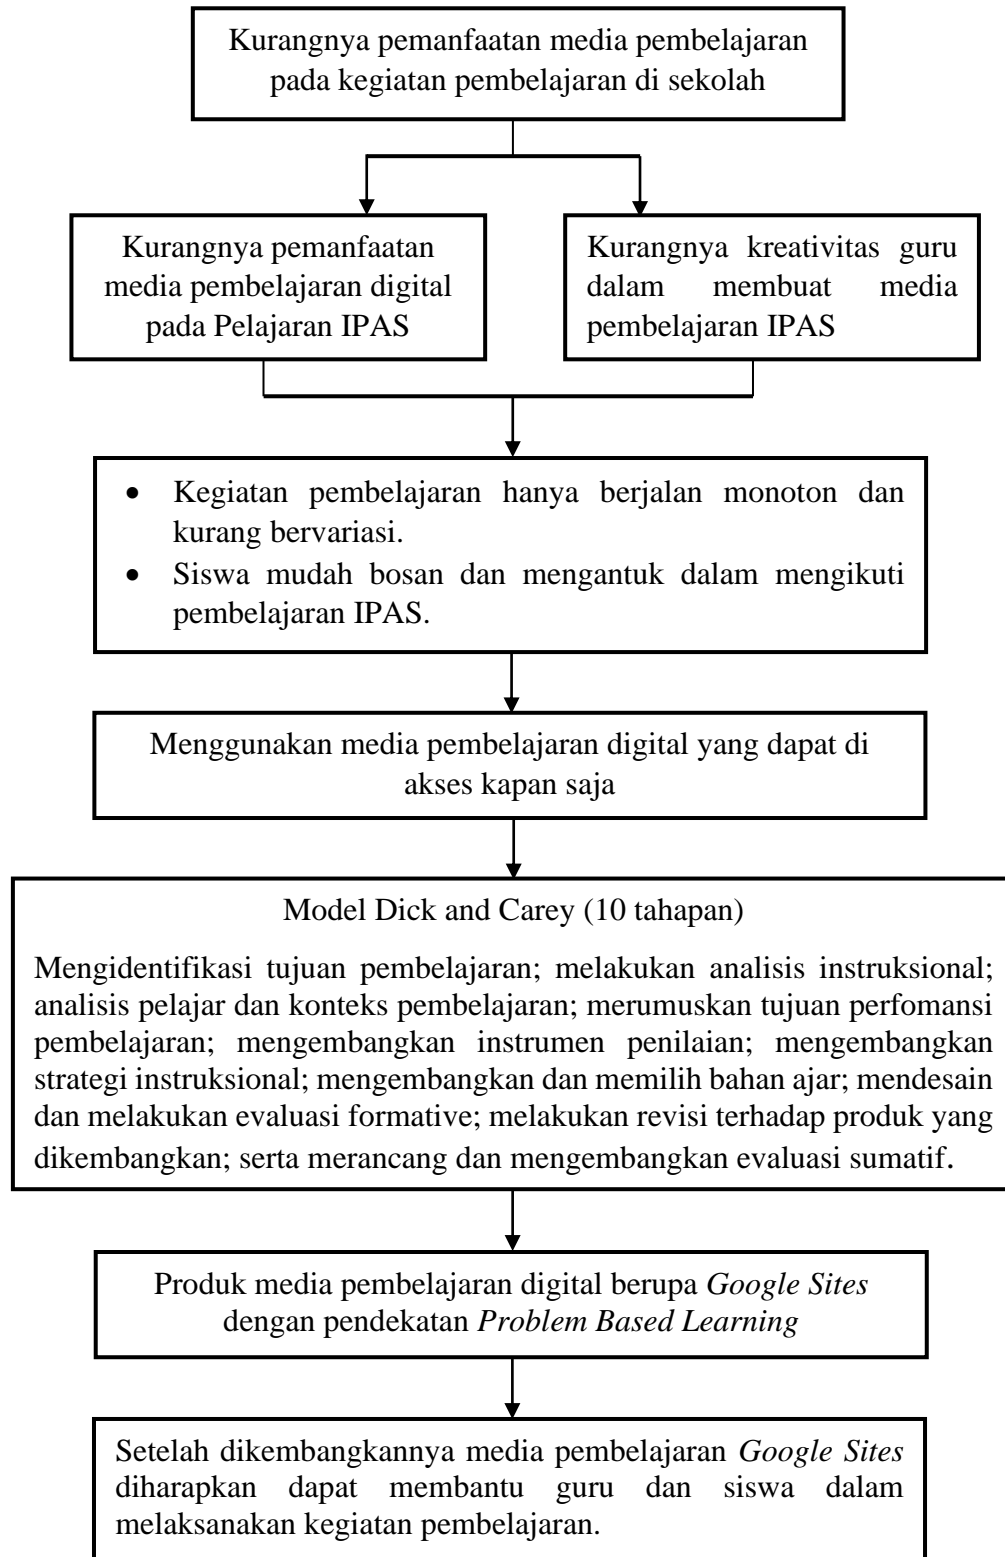 Kurangnya pemanfaatan media pembelajaran
pada kegiatan pembelajaran di sekolah
Kurangnya pemanfaatan
media pembelajaran digital
pada Pelajaran IPAS
Kurangnya kreativitas guru
dalam membuat media
pembelajaran IPAS
• Kegiatan pembelajaran hanya berjalan monoton dan
kurang bervariasi.
• Siswa mudah bosan dan mengantuk dalam mengikuti
pembelajaran IPAS.
Menggunakan media pembelajaran digital yang dapat di
akses kapan saja
Model Dick and Carey (10 tahapan)
Mengidentifikasi tujuan pembelajaran; melakukan analisis instruksional;
analisis pelajar dan konteks pembelajaran; merumuskan tujuan perfomansi
pembelajaran; mengembangkan instrumen penilaian; mengembangkan
strategi instruksional; mengembangkan dan memilih bahan ajar; mendesain
dan melakukan evaluasi formative; melakukan revisi terhadap produk yang
dikembangkan; serta merancang dan mengembangkan evaluasi sumatif.
Produk media pembelajaran digital berupa Google Sites
dengan pendekatan Problem Based Learning
Setelah dikembangkannya media pembelajaran Google Sites
diharapkan dapat membantu guru dan siswa dalam
melaksanakan kegiatan pembelajaran.